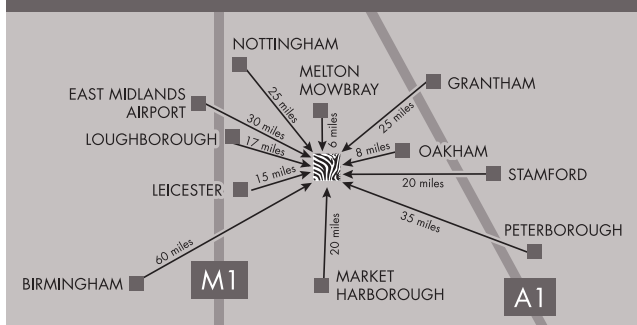 NOTTINGHAM
25 miles
MELTON
MOWBRAY
6 miles
GRANTHAM
25 miles
EAST MIDLANDS
AIRPORT
30 miles
LOUGHBOROUGH
17 miles
OAKHAM
8 miles
LEICESTER
15 miles
STAMFORD
20 miles
PETERBOROUGH
35 miles
BIRMINGHAM
60 miles
M1
20 miles
MARKET
HARBOROUGH
A1